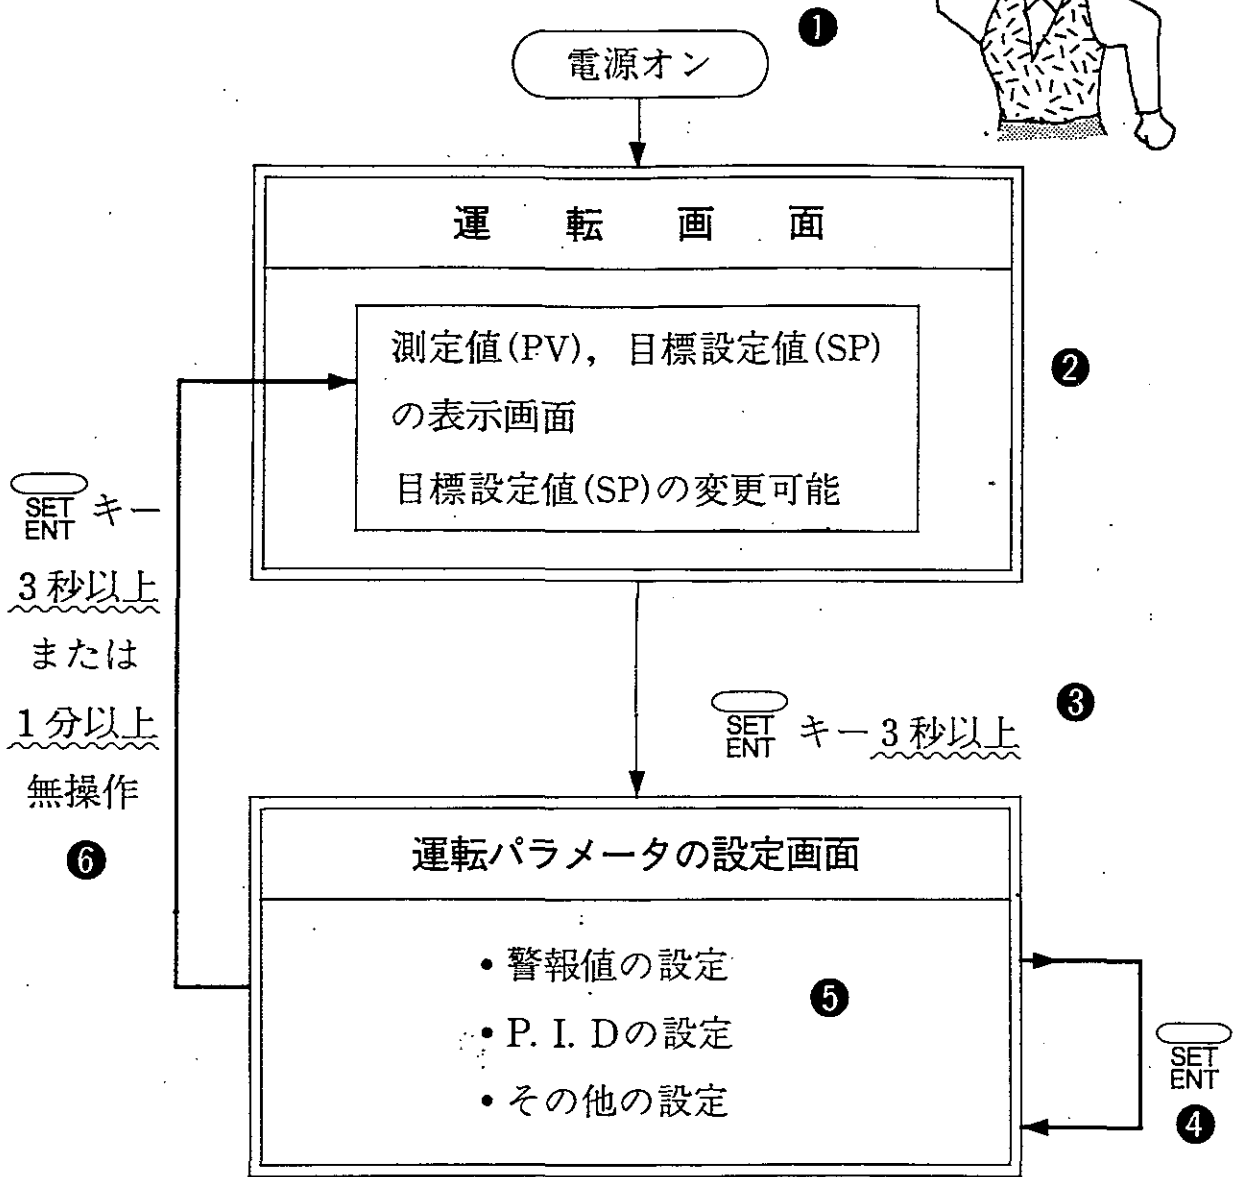 ❶
電源オン
運転画面
測定値(PV)，目標設定値(SP)
の表示画面
目標設定値(SP)の変更可能
❷
SET
ENT キー
3秒以上
または
1分以上
無操作
❻
SET
ENT キー3秒以上
❸
運転パラメータの設定画面
•警報値の設定
•P. I. Dの設定
•その他の設定
❺
SET
ENT
❹